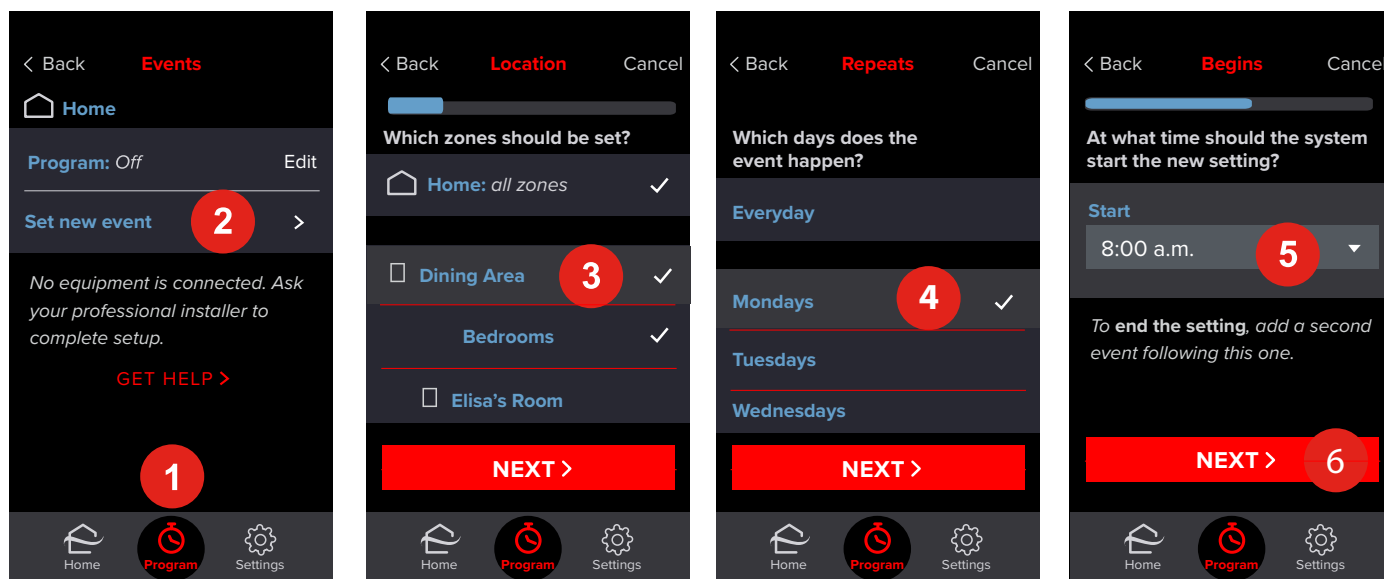 Back Events
Home
Program: Off Edit
Set new event 2
No equipment is connected. Ask
your professional installer to
complete setup.
GET HELP >
1
Home Program Settings
Back Location Cancel
Which zones should be set?
Home: all zones
Dining Area 3
Bedrooms
Elisa's Room
NEXT >
Home Program Settings
Back Repeats Cancel
Which days does the
event happen?
Everyday
Mondays 4
Tuesdays
Wednesdays
NEXT >
Home Program Settings
Back Begins Cancel
At what time should the system
start the new setting?
Start
8:00 a.m. 5
To end the setting, add a second
event following this one.
NEXT > 6
Home Program Settings